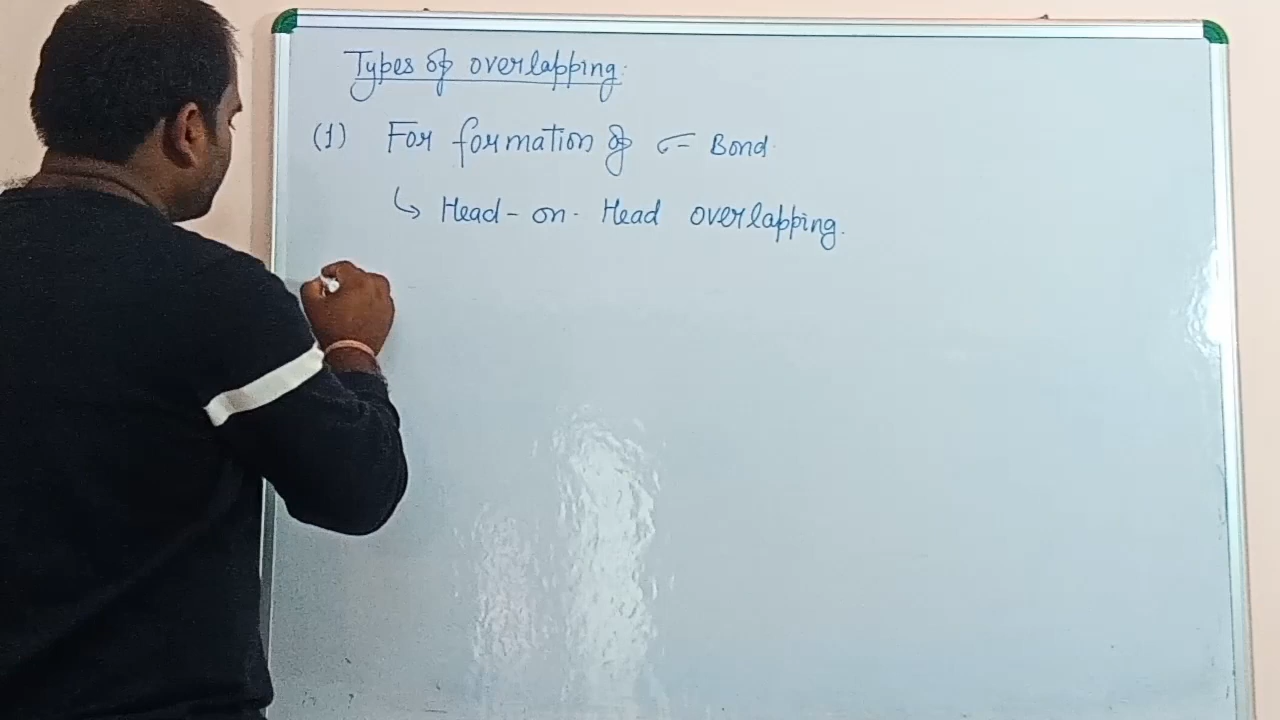 Types of overlapping:
(1) For formation of σ- Bond.
↳ Head-on-Head overlapping.